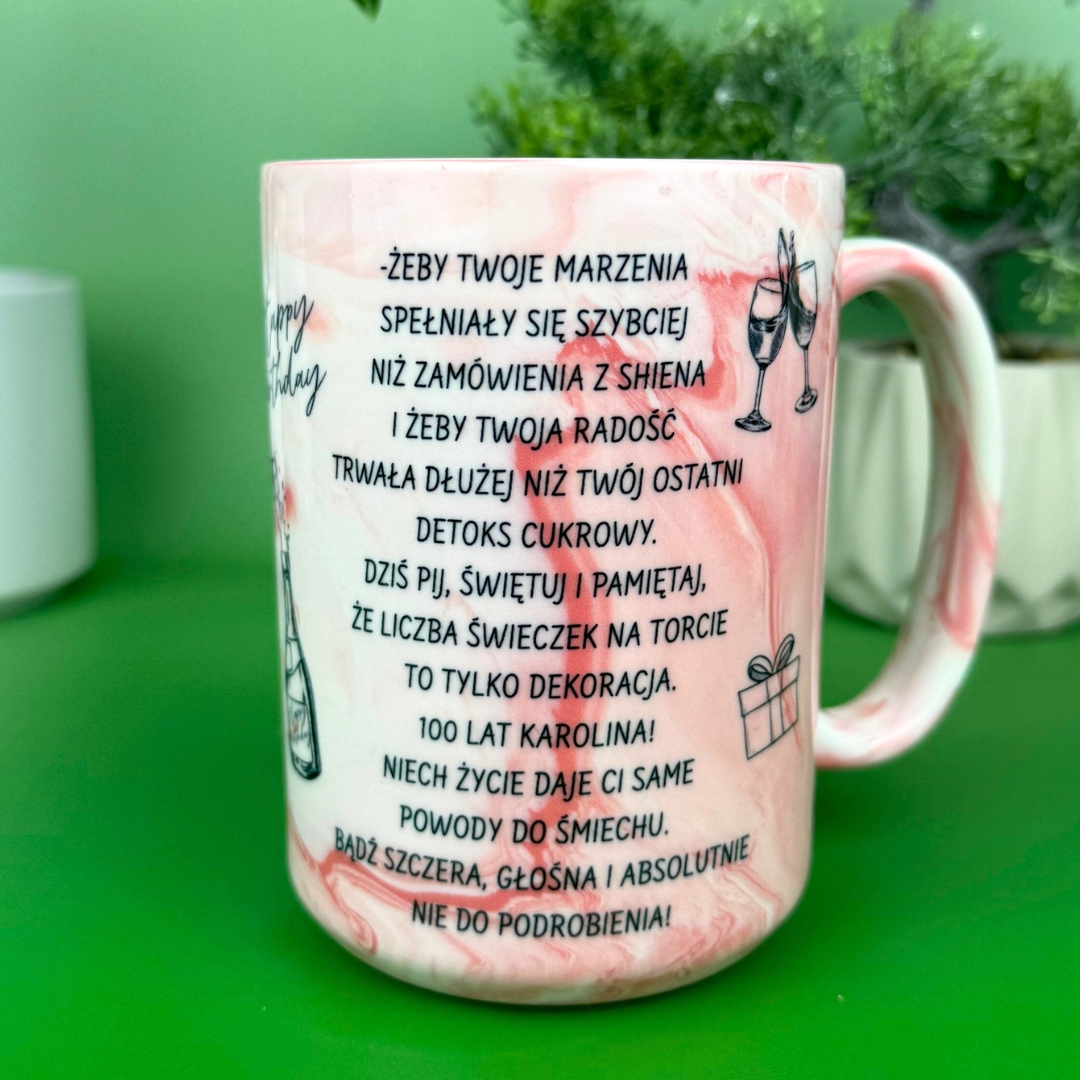 -ŻEBY TWOJE MARZENIA
SPEŁNIAŁY SIĘ SZYBCIEJ
NIŻ ZAMÓWIENIA Z SHIENA
I ŻEBY TWOJA RADOŚĆ
TRWAŁA DŁUŻEJ NIŻ TWÓJ OSTATNI
DETOKS CUKROWY.
DZIŚ PIJ, ŚWIĘTUJ I PAMIĘTAJ,
ŻE LICZBA ŚWIECZEK NA TORCIE
TO TYLKO DEKORACJA.
100 LAT KAROLINA!
NIECH ŻYCIE DAJE CI SAME
POWODY DO ŚMIECHU.
BĄDŹ SZCZERA, GŁOŚNA I ABSOLUTNIE
NIE DO PODROBIENIA!